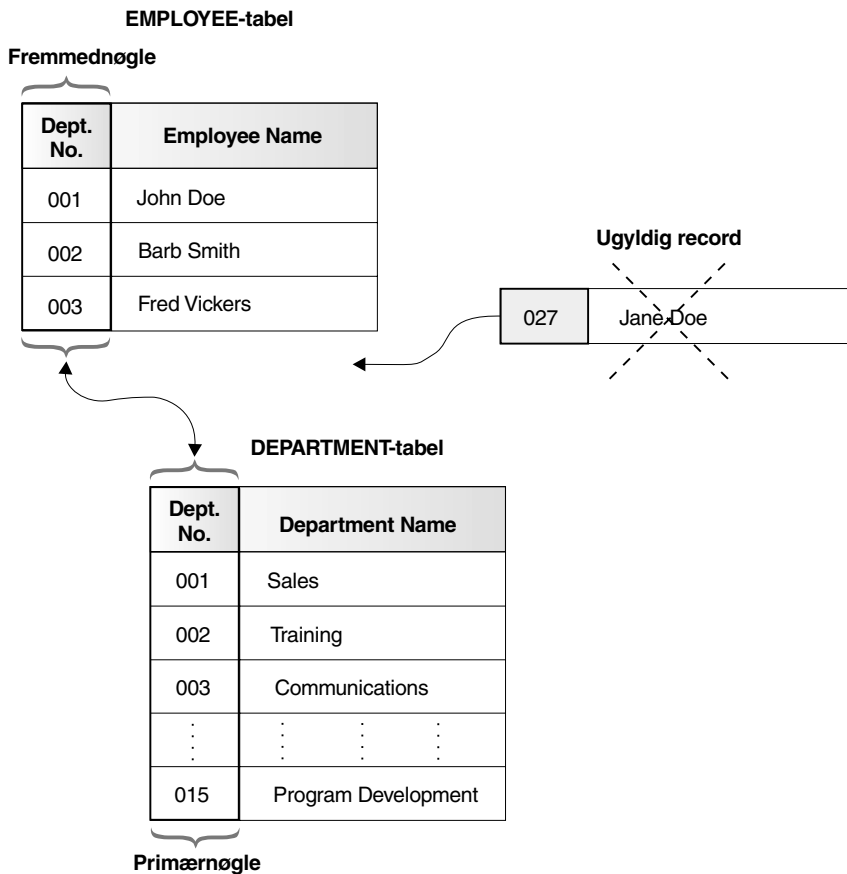 EMPLOYEE-tabel
Fremmednøgle
Dept. No. Employee Name
001 John Doe
002 Barb Smith
003 Fred Vickers
Ugyldig record
027 Jane Doe
DEPARTMENT-tabel
Dept. No. Department Name
001 Sales
002 Training
003 Communications
015 Program Development
Primærnøgle